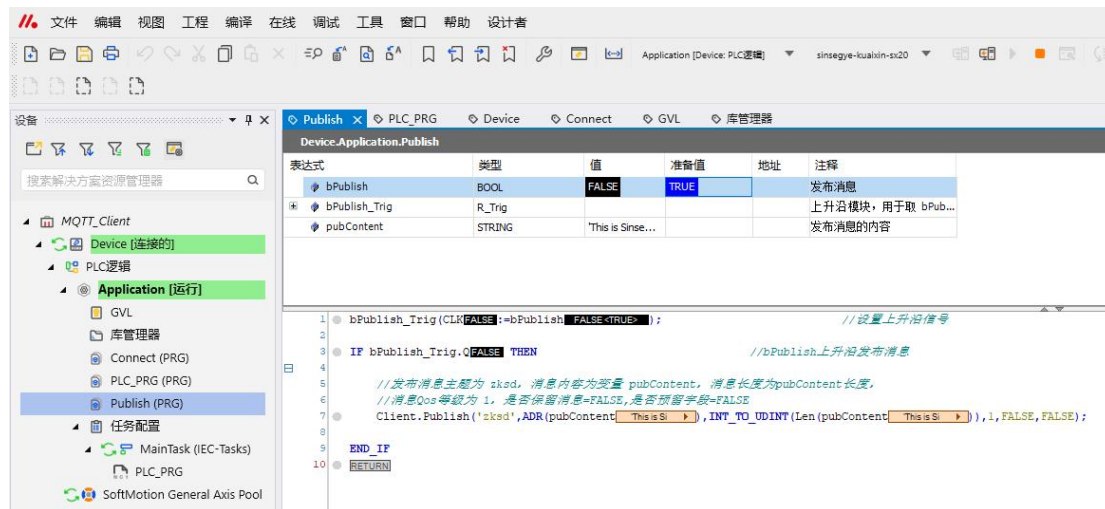 文件 编辑 视图 工程 编译 在线 调试 工具 窗口 帮助 设计者
Application [Device: PLC逻辑] sinsegye-kuaixin-sx20
设备
搜索解决方案资源管理器
MQTT_Client
Device [连接的]
PLC逻辑
Application [运行]
GVL
库管理器
Connect (PRG)
PLC_PRG (PRG)
Publish (PRG)
任务配置
MainTask (IEC-Tasks)
PLC_PRG
SoftMotion General Axis Pool
Publish PLC_PRG Device Connect GVL 库管理器
Device.Application.Publish
表达式 类型 值 准备值 地址 注释
bPublish BOOL FALSE TRUE 发布消息
bPublish_Trig R_Trig 上升沿模块，用于取 bPub...
pubContent STRING 'This is Sinse... 发布消息的内容
1 bPublish_Trig(CLK FALSE :=bPublish FALSE<TRUE> ); //设置上升沿信号
2
3 IF bPublish_Trig.Q FALSE THEN //bPublish上升沿发布消息
4
5 //发布消息主题为 zksd，消息内容为变量 pubContent，消息长度为pubContent长度，
6 //消息Qos等级为 1，是否保留消息=FALSE,是否预留字段=FALSE
7 Client.Publish('zksd',ADR(pubContent This is Si ),INT_TO_UDINT(Len(pubContent This is Si )),1,FALSE,FALSE);
8
9 END_IF
10 RETURN